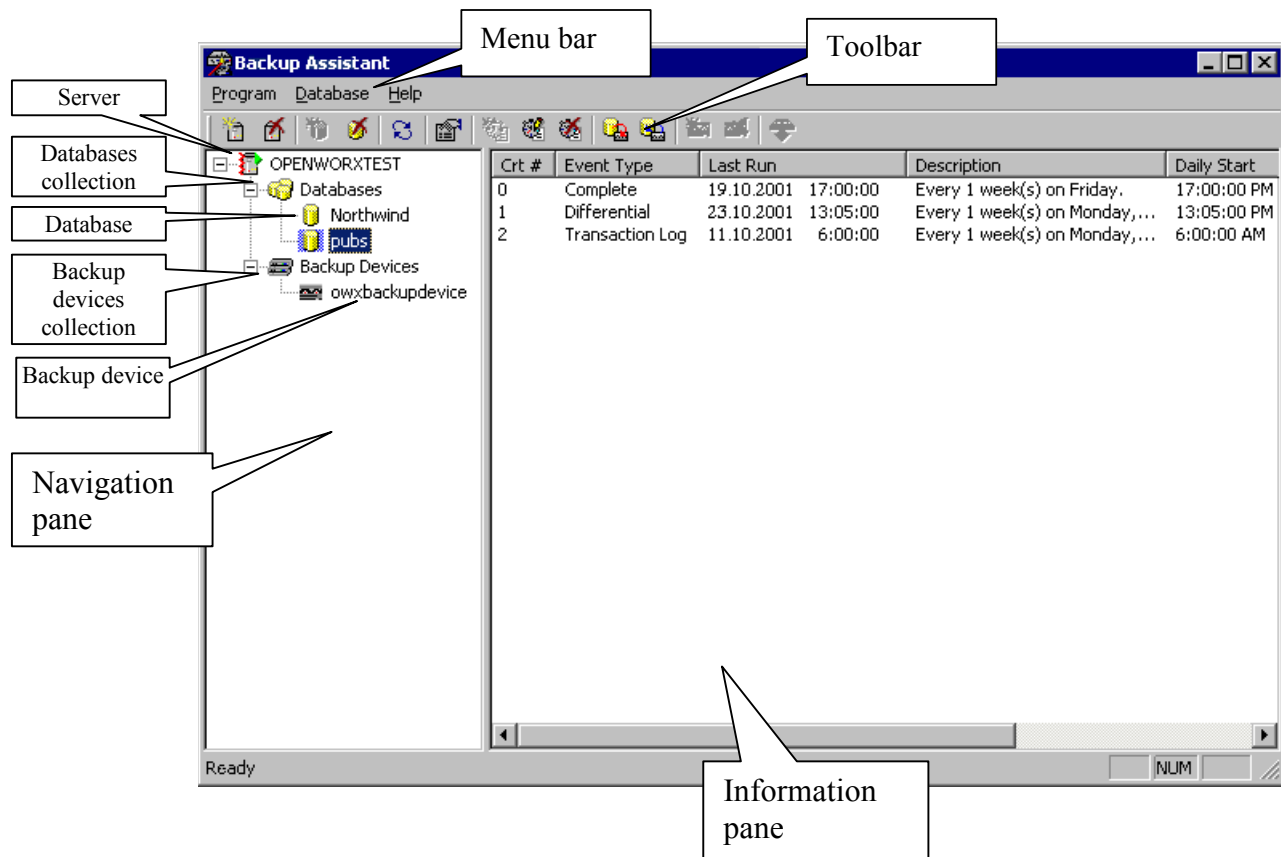 Menu bar
Toolbar
Backup Assistant
Program Database Help
Server
Databases
collection
Database
Backup
devices
collection
Backup device
Navigation
pane
OPENWORXTEST
Databases
Northwind
pubs
Backup Devices
owxbackupdevice
Crt # Event Type Last Run Description Daily Start
0 Complete 19.10.2001 17:00:00 Every 1 week(s) on Friday. 17:00:00 PM
1 Differential 23.10.2001 13:05:00 Every 1 week(s) on Monday,... 13:05:00 PM
2 Transaction Log 11.10.2001 6:00:00 Every 1 week(s) on Monday,... 6:00:00 AM
Ready NUM
Information
pane